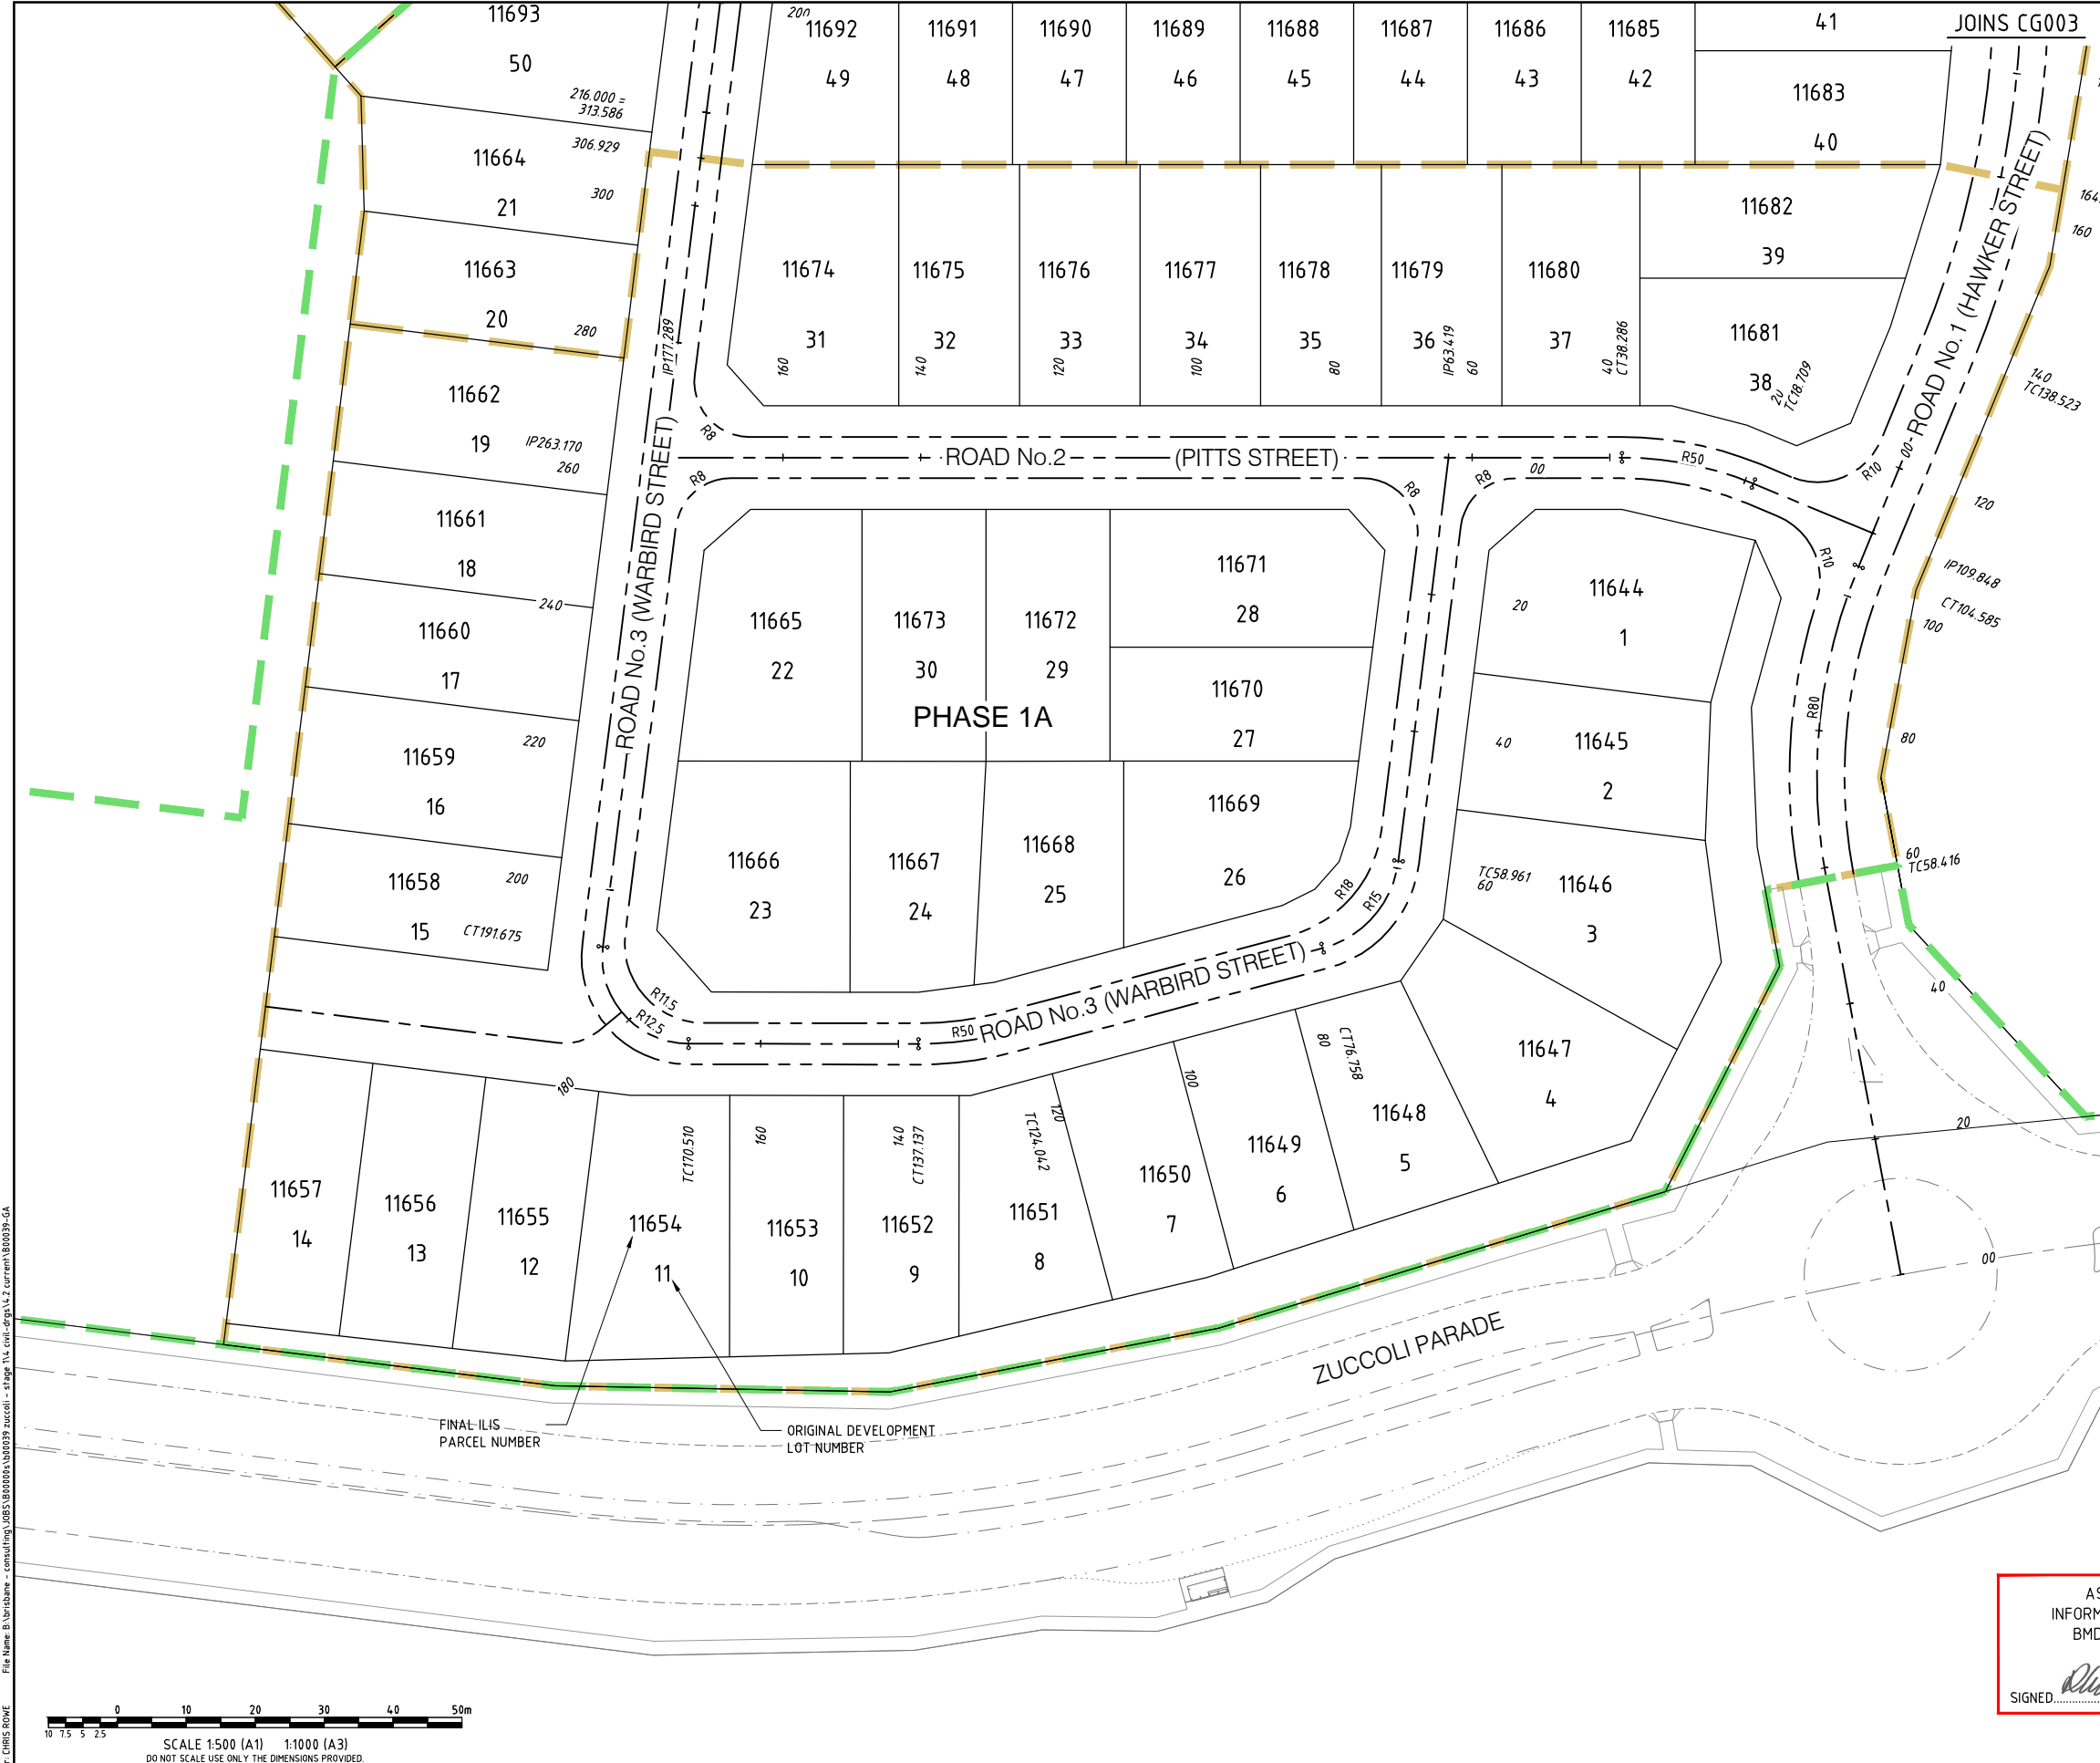 11693
50
216.000 =
313.586
11664
306.929
300
21
11663
20
280
11662
19
IP263.170
260
11661
18
240
11660
17
220
11659
16
11658
200
15
CT191.675
200
11692
49
11691
48
11690
47
11689
46
11688
45
11687
44
11686
43
11685
42
41
11683
40
JOINS CG003
11682
39
11681
38
20
TC18.709
11674
31
160
11675
32
140
11676
33
120
11677
34
100
11678
35
80
11679
36
IP63.419
60
11680
37
40
CT38.286
IP177.289
R8
ROAD No.2
(PITTS STREET)
R8
R8
R8
00
R50
R10
R10
00
ROAD No.1 (HAWKER STREET)
160
140
TC138.523
120
IP109.848
CT104.585
100
80
60
TC58.416
R80
ROAD No.3 (WARBIRD STREET)
11665
22
11673
30
11672
29
11671
28
11670
27
PHASE 1A
11666
23
11667
24
11668
25
11669
26
11644
20
1
11645
40
2
11646
TC58.961
60
3
11647
4
R18
R15
R11.5
R12.5
R50
ROAD No.3 (WARBIRD STREET)
180
11657
14
11656
13
11655
12
11654
11
TC170.510
11653
10
160
11652
9
140
CT137.137
11651
8
TC124.042
120
11650
7
100
11649
6
11648
5
80
CT76.758
40
20
00
ZUCCOLI PARADE
FINAL ILIS
PARCEL NUMBER
ORIGINAL DEVELOPMENT
LOT NUMBER
SIGNED
0 10 20 30 40 50m
10 7.5 5 2.5
SCALE 1:500 (A1) 1:1000 (A3)
DO NOT SCALE USE ONLY THE DIMENSIONS PROVIDED.
CHRIS ROWE